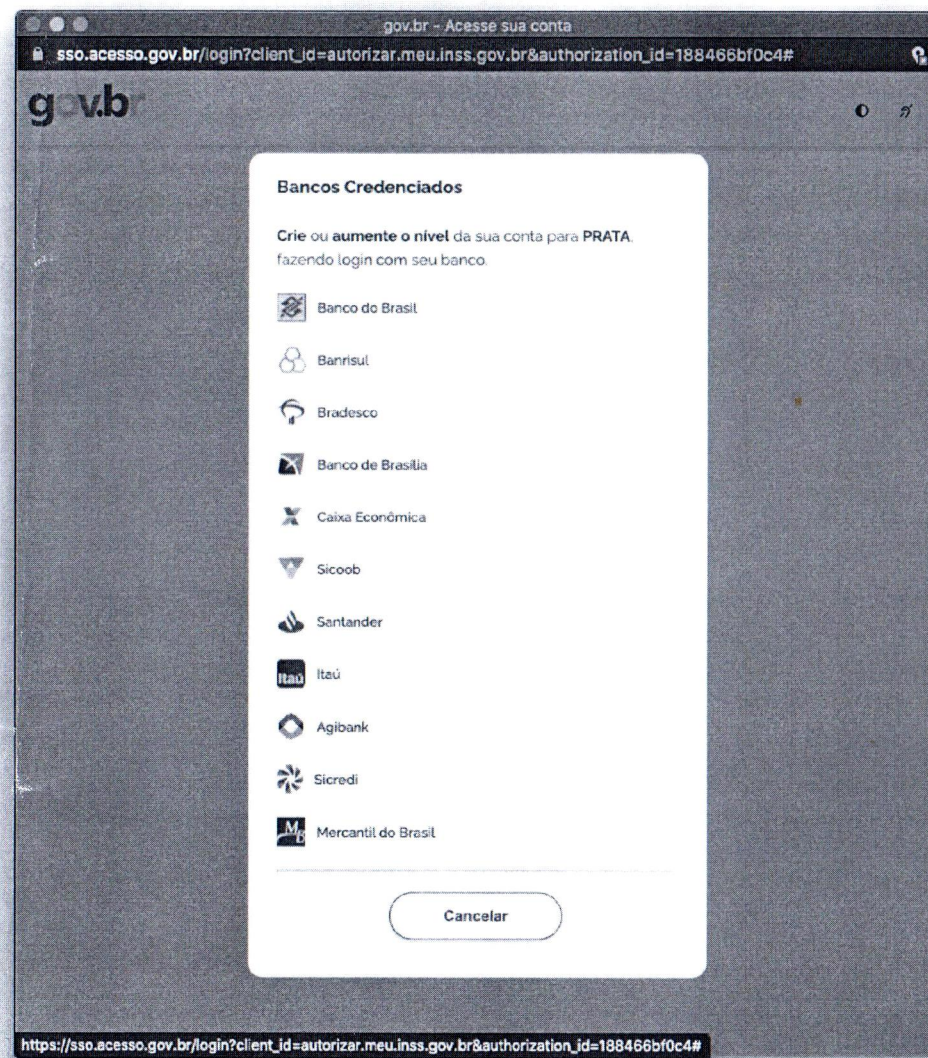 gov.br - Acesse sua conta
sso.acesso.gov.br/login?client_id=autorizar.meu.inss.gov.br&authorization_id=188466bf0c4#
gov.br
Bancos Credenciados
Crie ou aumente o nível da sua conta para PRATA,
fazendo login com seu banco.
Banco do Brasil
Banrisul
Bradesco
Banco de Brasília
Caixa Econômica
Sicoob
Santander
Itaú Itaú
Agibank
Sicredi
MB Mercantil do Brasil
Cancelar
https://sso.acesso.gov.br/login?client_id=autorizar.meu.inss.gov.br&authorization_id=188466bf0c4#